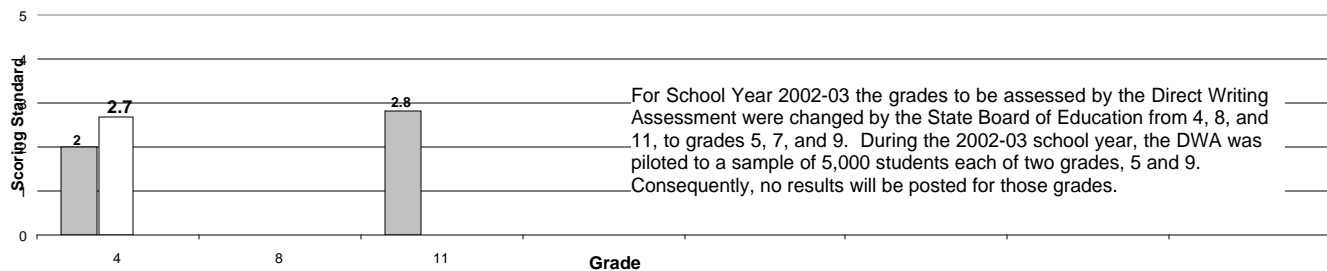 5
4
3
2
1
0
Scoring Standard
2
2.7
2.8
4
8
11
Grade
For School Year 2002-03 the grades to be assessed by the Direct Writing
Assessment were changed by the State Board of Education from 4, 8, and
11, to grades 5, 7, and 9.  During the 2002-03 school year, the DWA was
piloted to a sample of 5,000 students each of two grades, 5 and 9.
Consequently, no results will be posted for those grades.